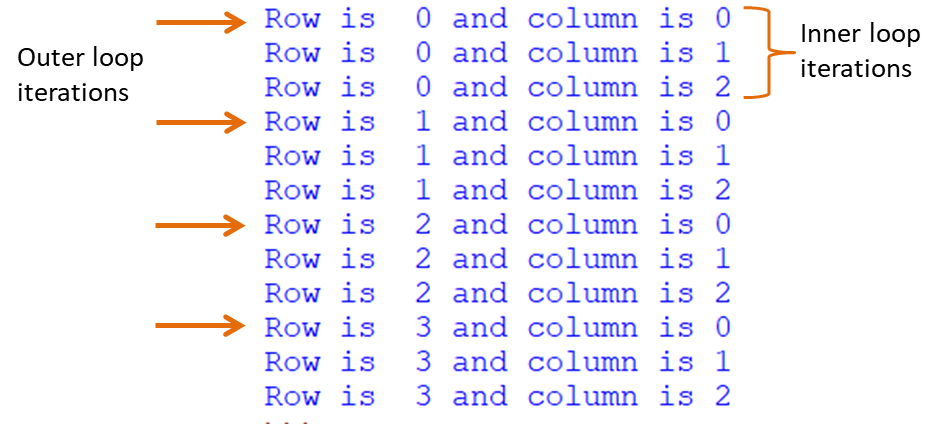 Outer loop
iterations
Row is  0 and column is 0
Row is  0 and column is 1
Row is  0 and column is 2
Row is  1 and column is 0
Row is  1 and column is 1
Row is  1 and column is 2
Row is  2 and column is 0
Row is  2 and column is 1
Row is  2 and column is 2
Row is  3 and column is 0
Row is  3 and column is 1
Row is  3 and column is 2
Inner loop
iterations